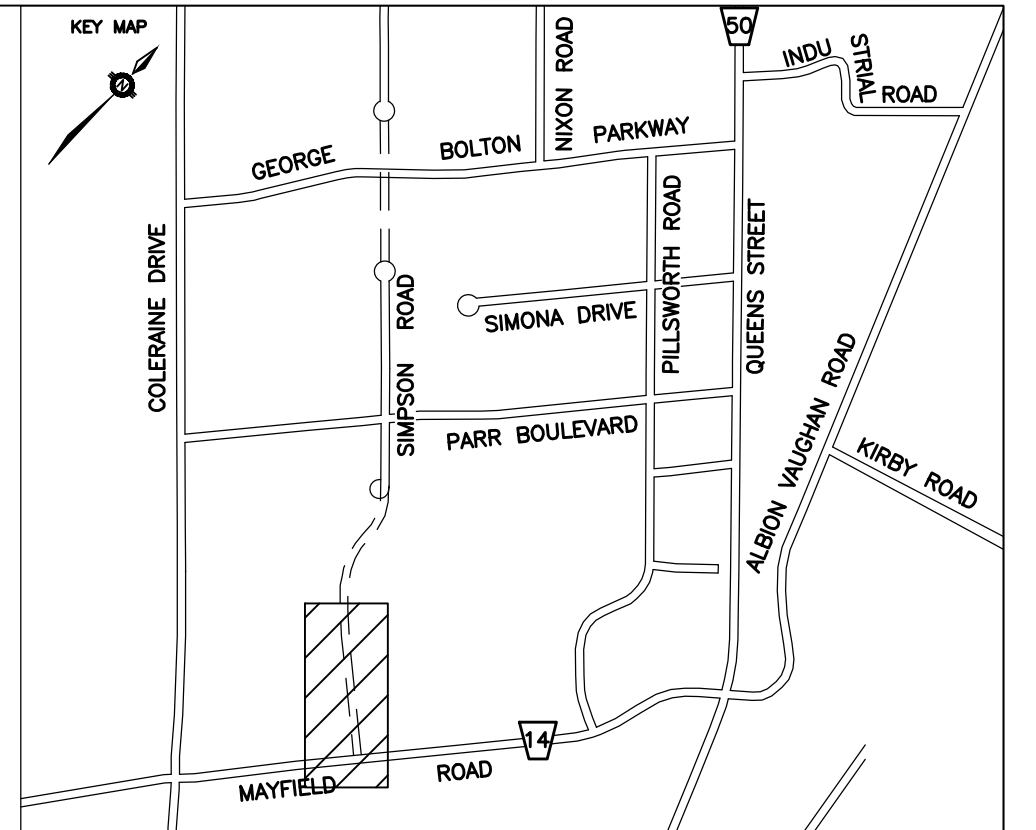 KEY MAP
N
50
NIXON ROAD
INDU
STRIAL
ROAD
GEORGE BOLTON PARKWAY
COLERAINE DRIVE
SIMPSON ROAD
PILLSWORTH ROAD
QUEENS STREET
SIMONA DRIVE
PARR BOULEVARD
ALBION VAUGHAN ROAD
KIRBY ROAD
14
MAYFIELD ROAD